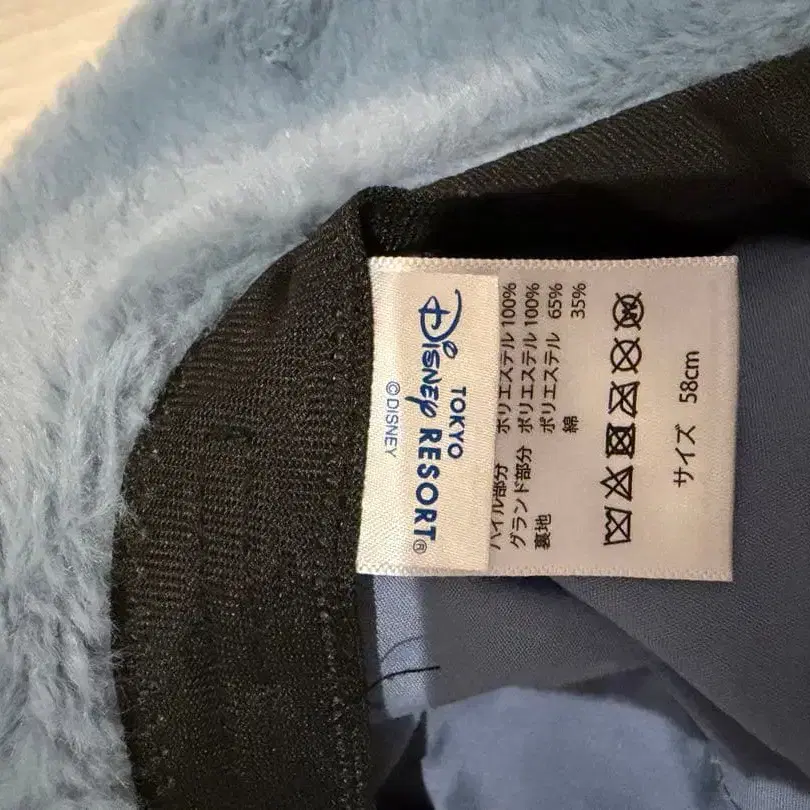 TOKYO
DISNEY RESORT®
©DISNEY
パイル部分 ポリエステル 100%
グランド部分 ポリエステル 100%
裏地 ポリエステル 65%
綿 35%
サイズ 58cm